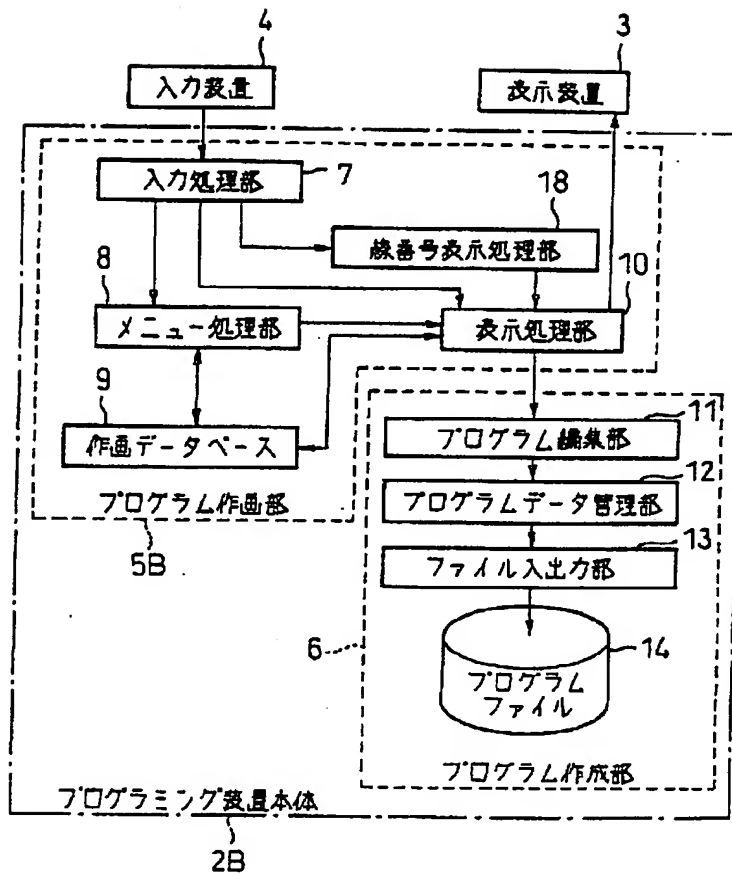 4
3
入力装置
表示装置
入力処理部
7
18
線番号表示処理部
8
10
メニュー処理部
表示処理部
9
11
作画データベース
プログラム編集部
12
プログラム作画部
プログラムデータ管理部
13
5B
ファイル入出力部
6
14
プログラム
ファイル
プログラム作成部
プログラミング装置本体
2B